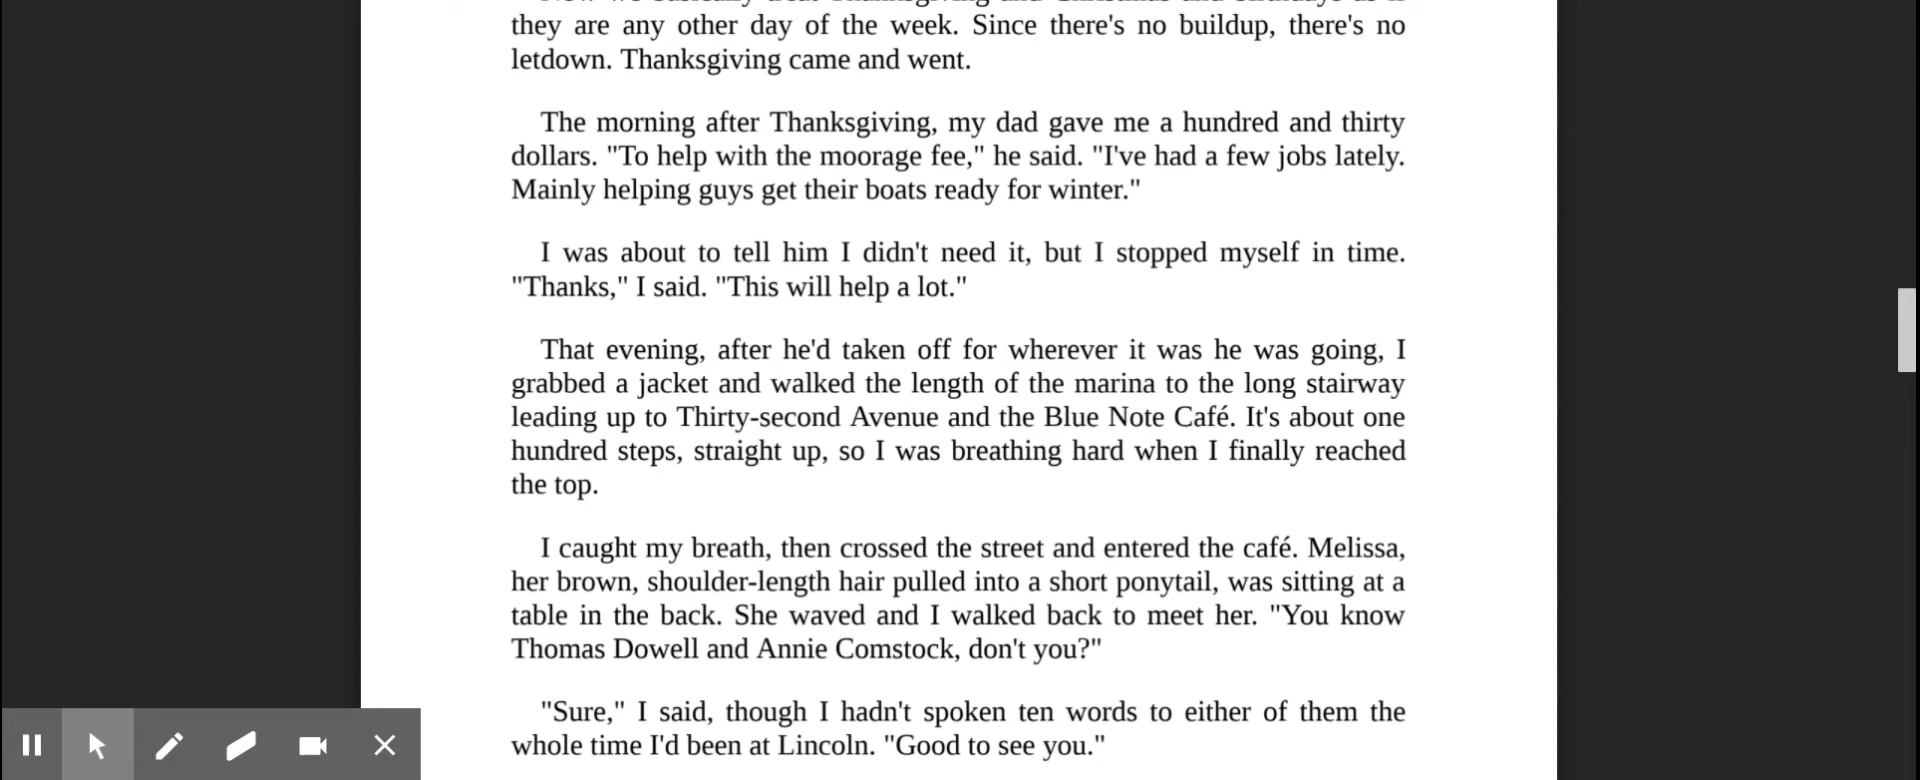 they are any other day of the week. Since there's no buildup, there's no
letdown. Thanksgiving came and went.
The morning after Thanksgiving, my dad gave me a hundred and thirty
dollars. "To help with the moorage fee," he said. "I've had a few jobs lately.
Mainly helping guys get their boats ready for winter."
I was about to tell him I didn't need it, but I stopped myself in time.
"Thanks," I said. "This will help a lot."
That evening, after he'd taken off for wherever it was he was going, I
grabbed a jacket and walked the length of the marina to the long stairway
leading up to Thirty-second Avenue and the Blue Note Café. It's about one
hundred steps, straight up, so I was breathing hard when I finally reached
the top.
I caught my breath, then crossed the street and entered the café. Melissa,
her brown, shoulder-length hair pulled into a short ponytail, was sitting at a
table in the back. She waved and I walked back to meet her. "You know
Thomas Dowell and Annie Comstock, don't you?"
"Sure," I said, though I hadn't spoken ten words to either of them the
whole time I'd been at Lincoln. "Good to see you."